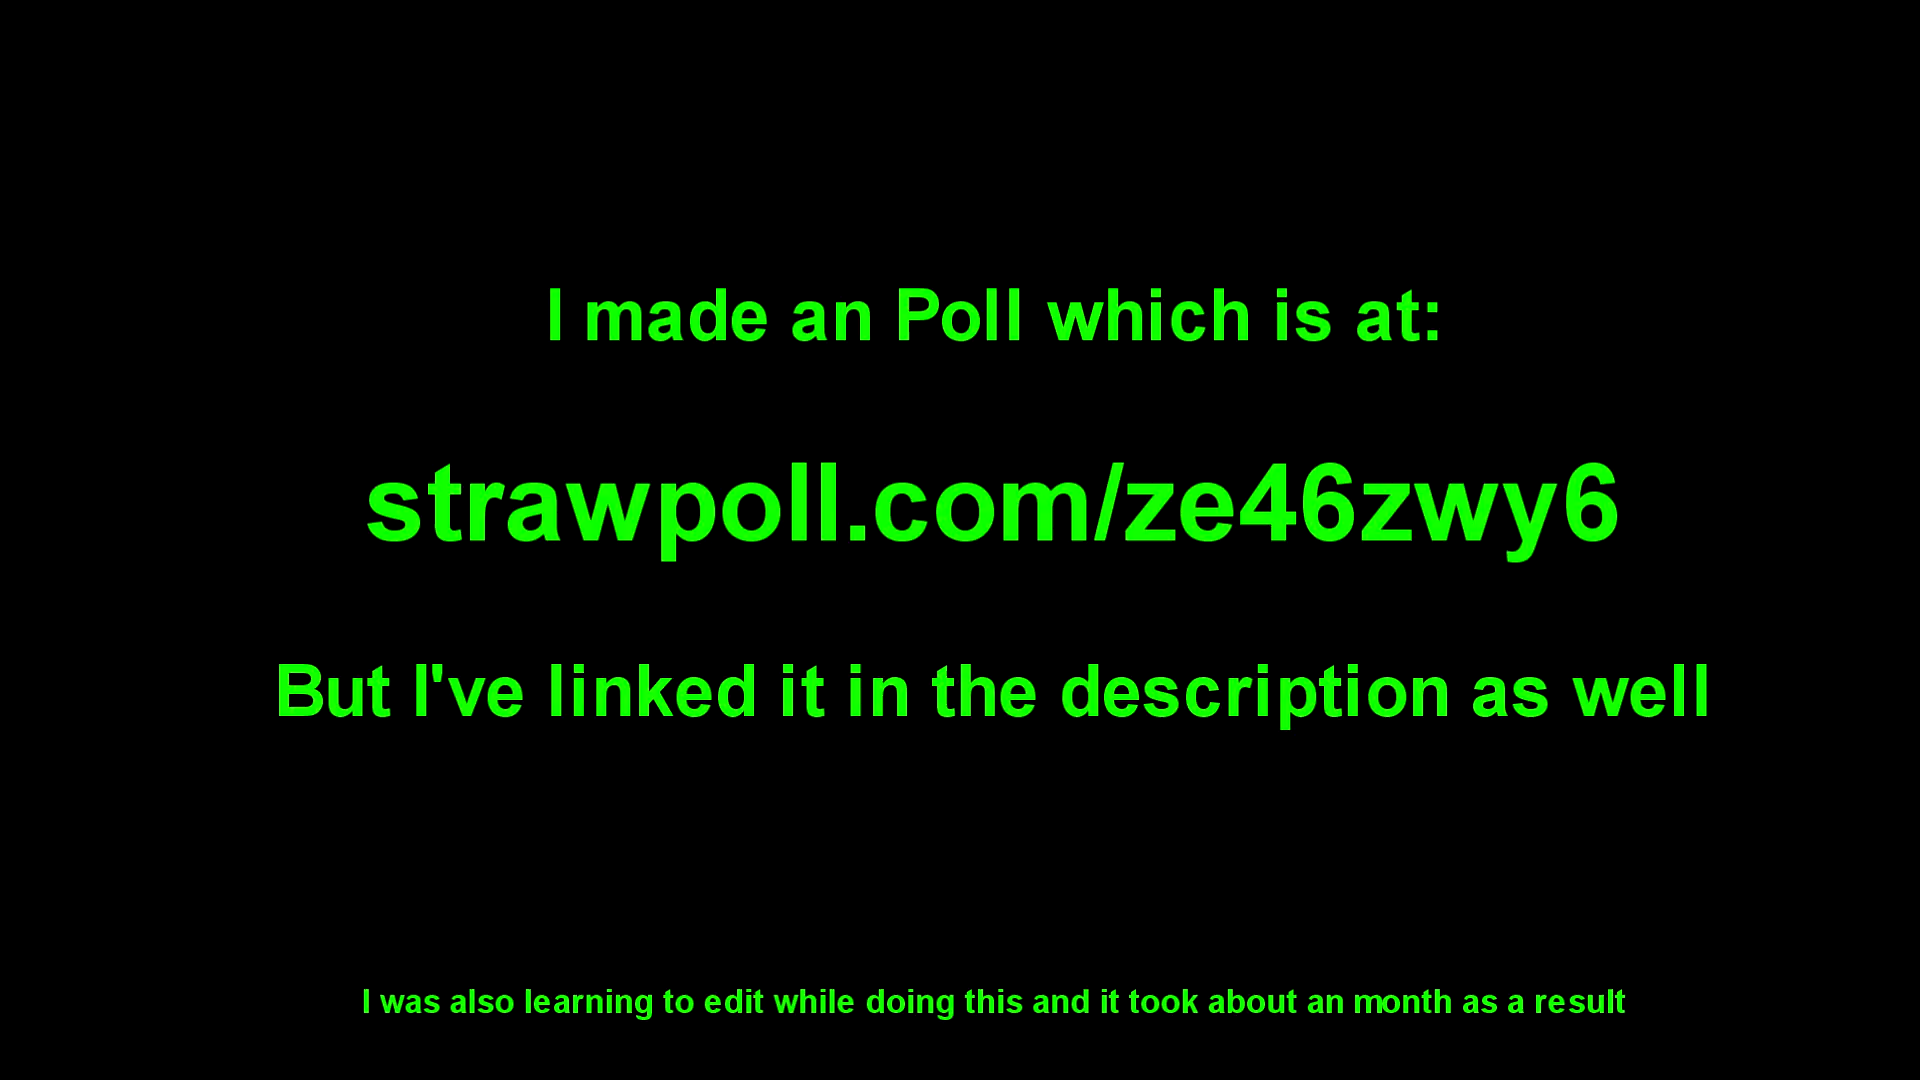 I made an Poll which is at:
strawpoll.com/ze46zwy6
But I've linked it in the description as well
I was also learning to edit while doing this and it took about an month as a result